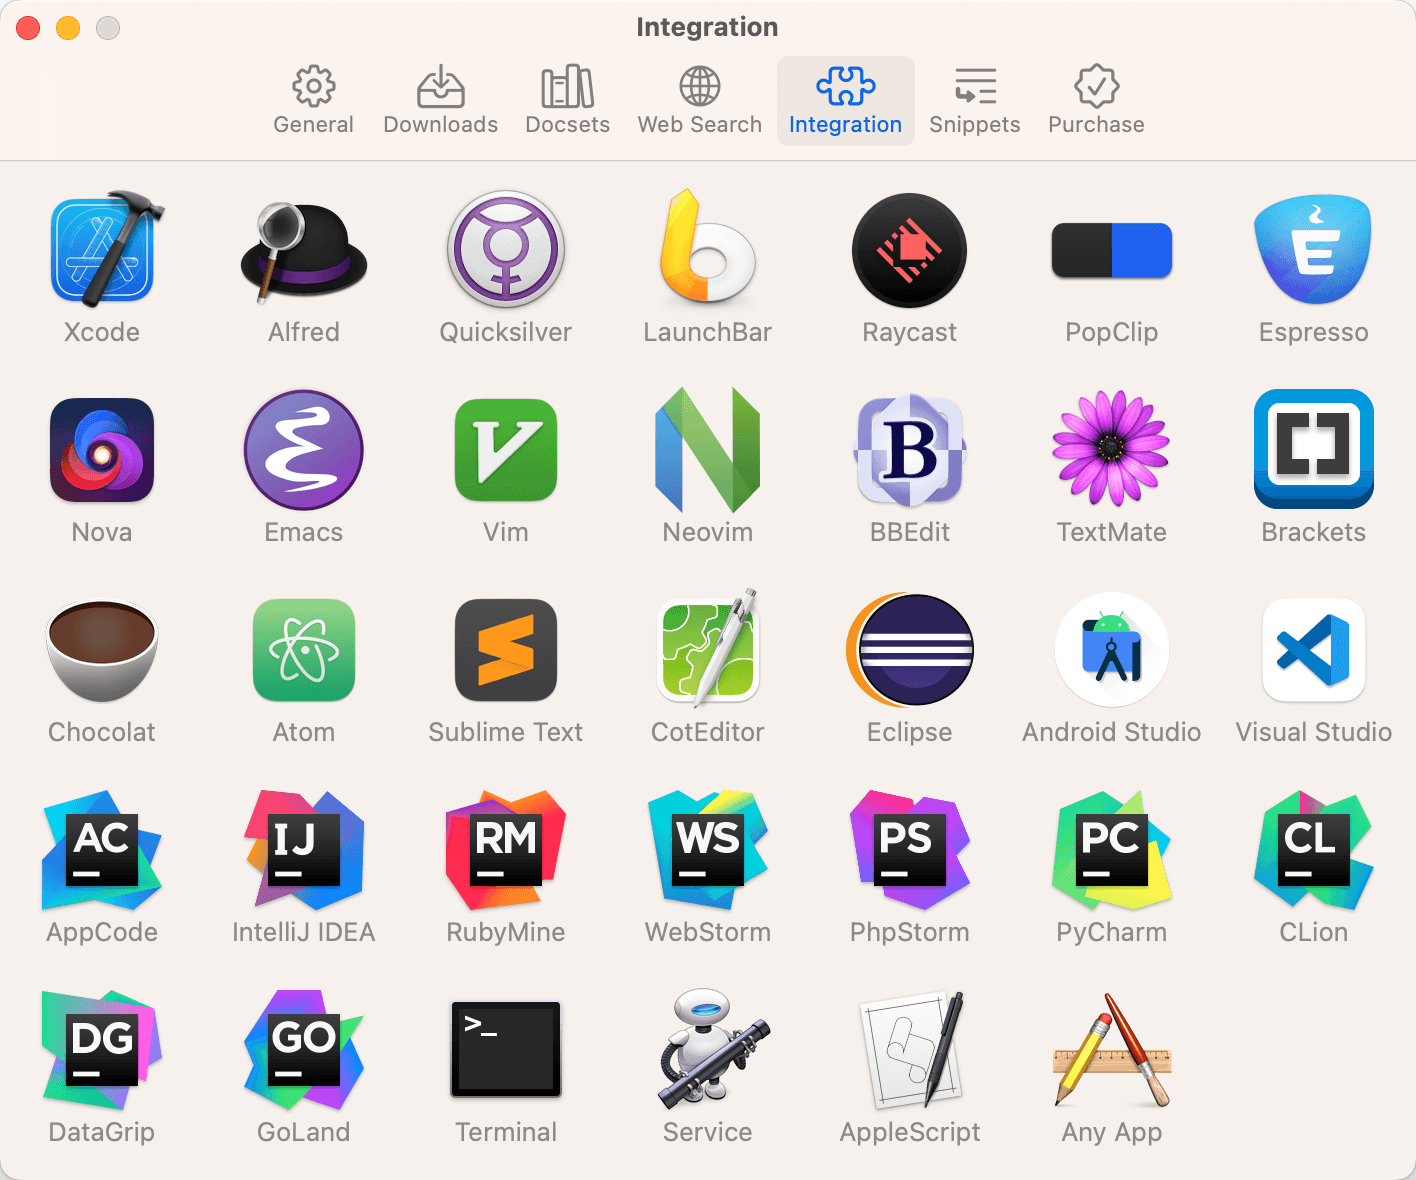 Integration
General Downloads Docsets Web Search Integration Snippets Purchase
E
Xcode Alfred Quicksilver LaunchBar Raycast PopClip Espresso
B
Nova Emacs Vim Neovim BBEdit TextMate Brackets
Chocolat Atom Sublime Text CotEditor Eclipse Android Studio Visual Studio
AC IJ RM WS PS PC CL
AppCode IntelliJ IDEA RubyMine WebStorm PhpStorm PyCharm CLion
DG GO >_
DataGrip GoLand Terminal Service AppleScript Any App